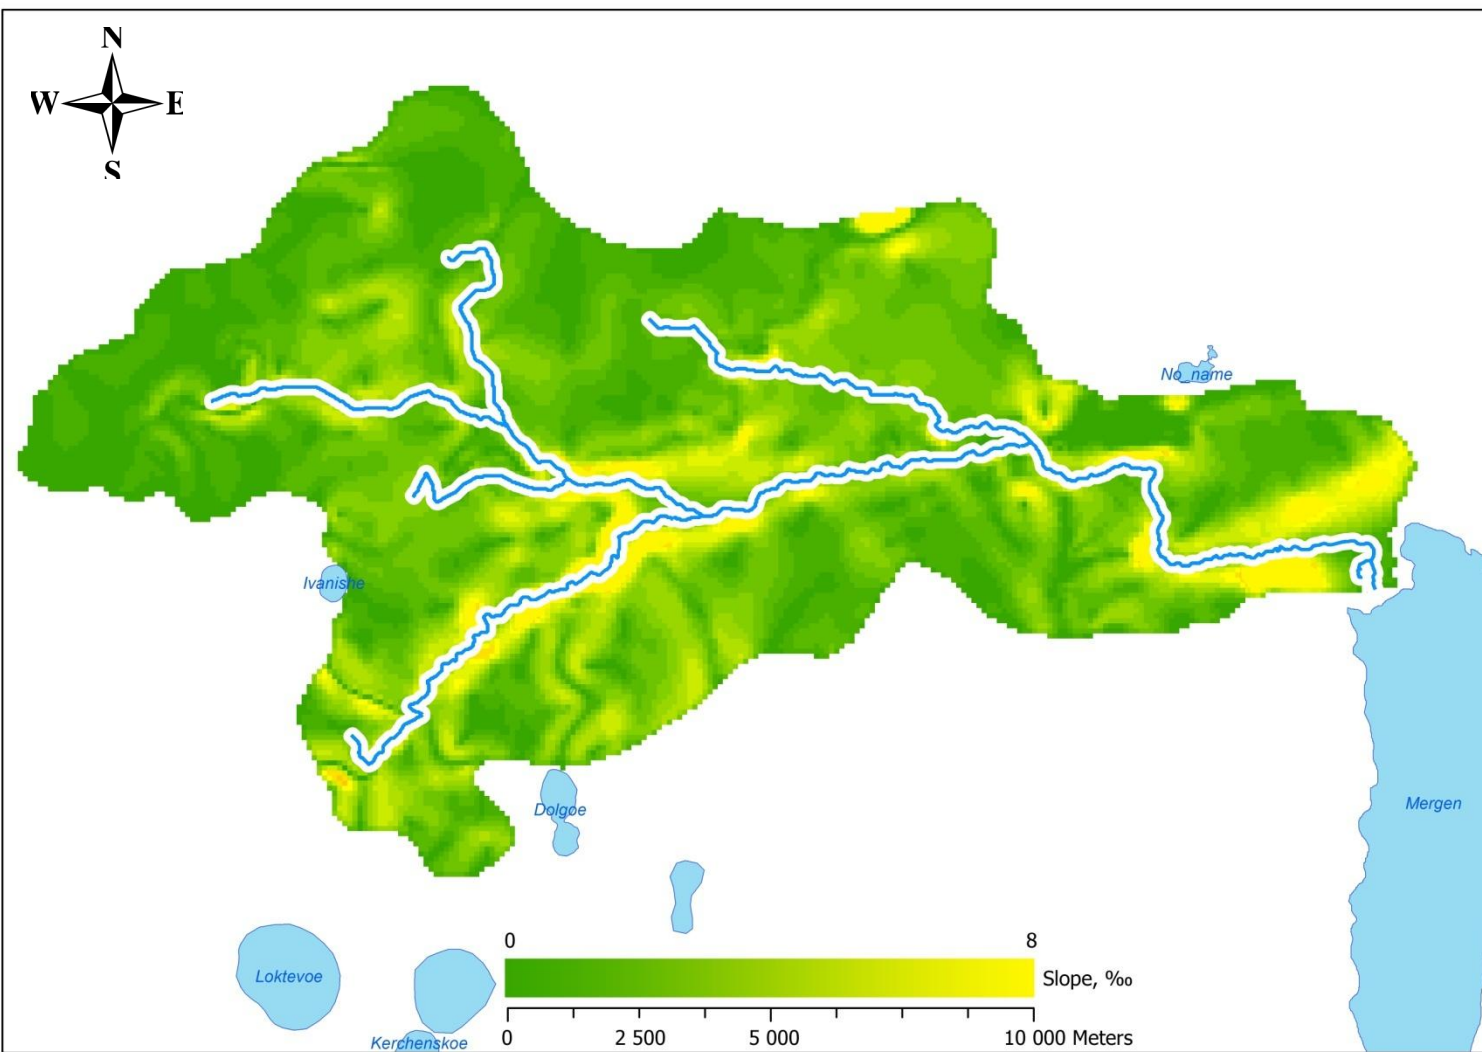 N
W E
S
No_name
Ivanishe
Mergen
Dolgoe
0 8
Loktevoe
Slope, ‰
0 2 500 5 000 10 000 Meters
Kerchenskoe